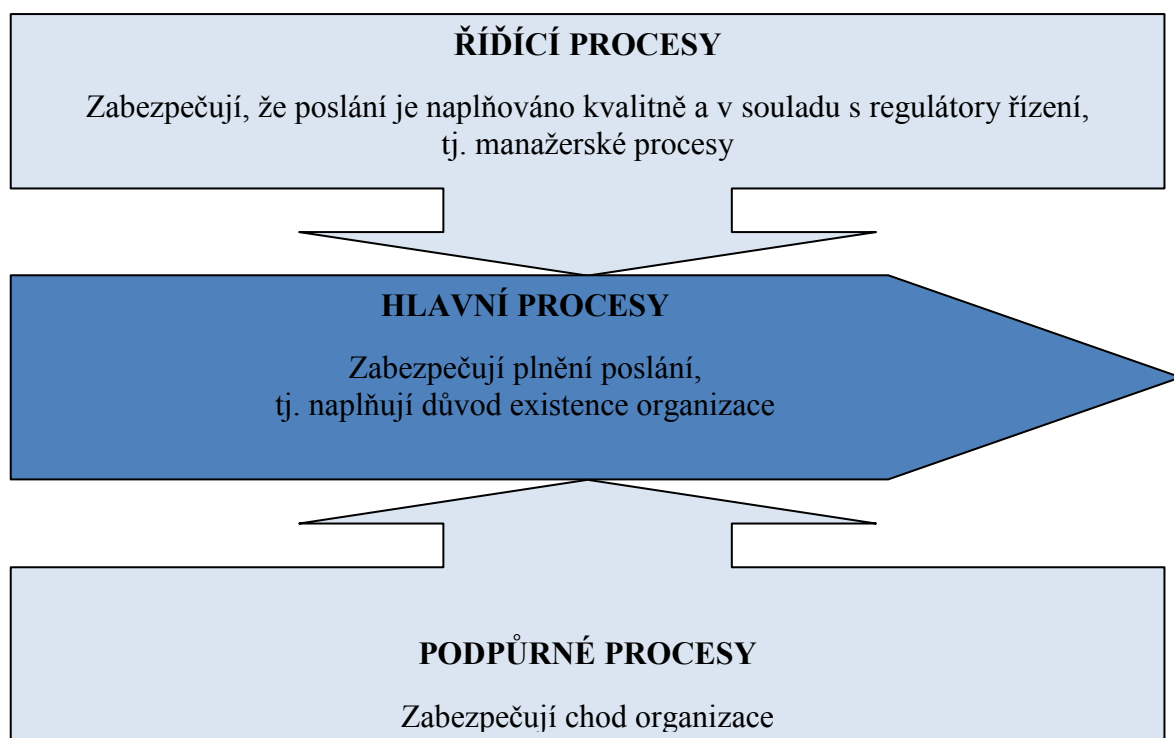 ŘÍĎÍCÍ PROCESY
Zabezpečují, že poslání je naplňováno kvalitně a v souladu s regulátory řízení,
tj. manažerské procesy
HLAVNÍ PROCESY
Zabezpečují plnění poslání,
tj. naplňují důvod existence organizace
PODPŮRNÉ PROCESY
Zabezpečují chod organizace